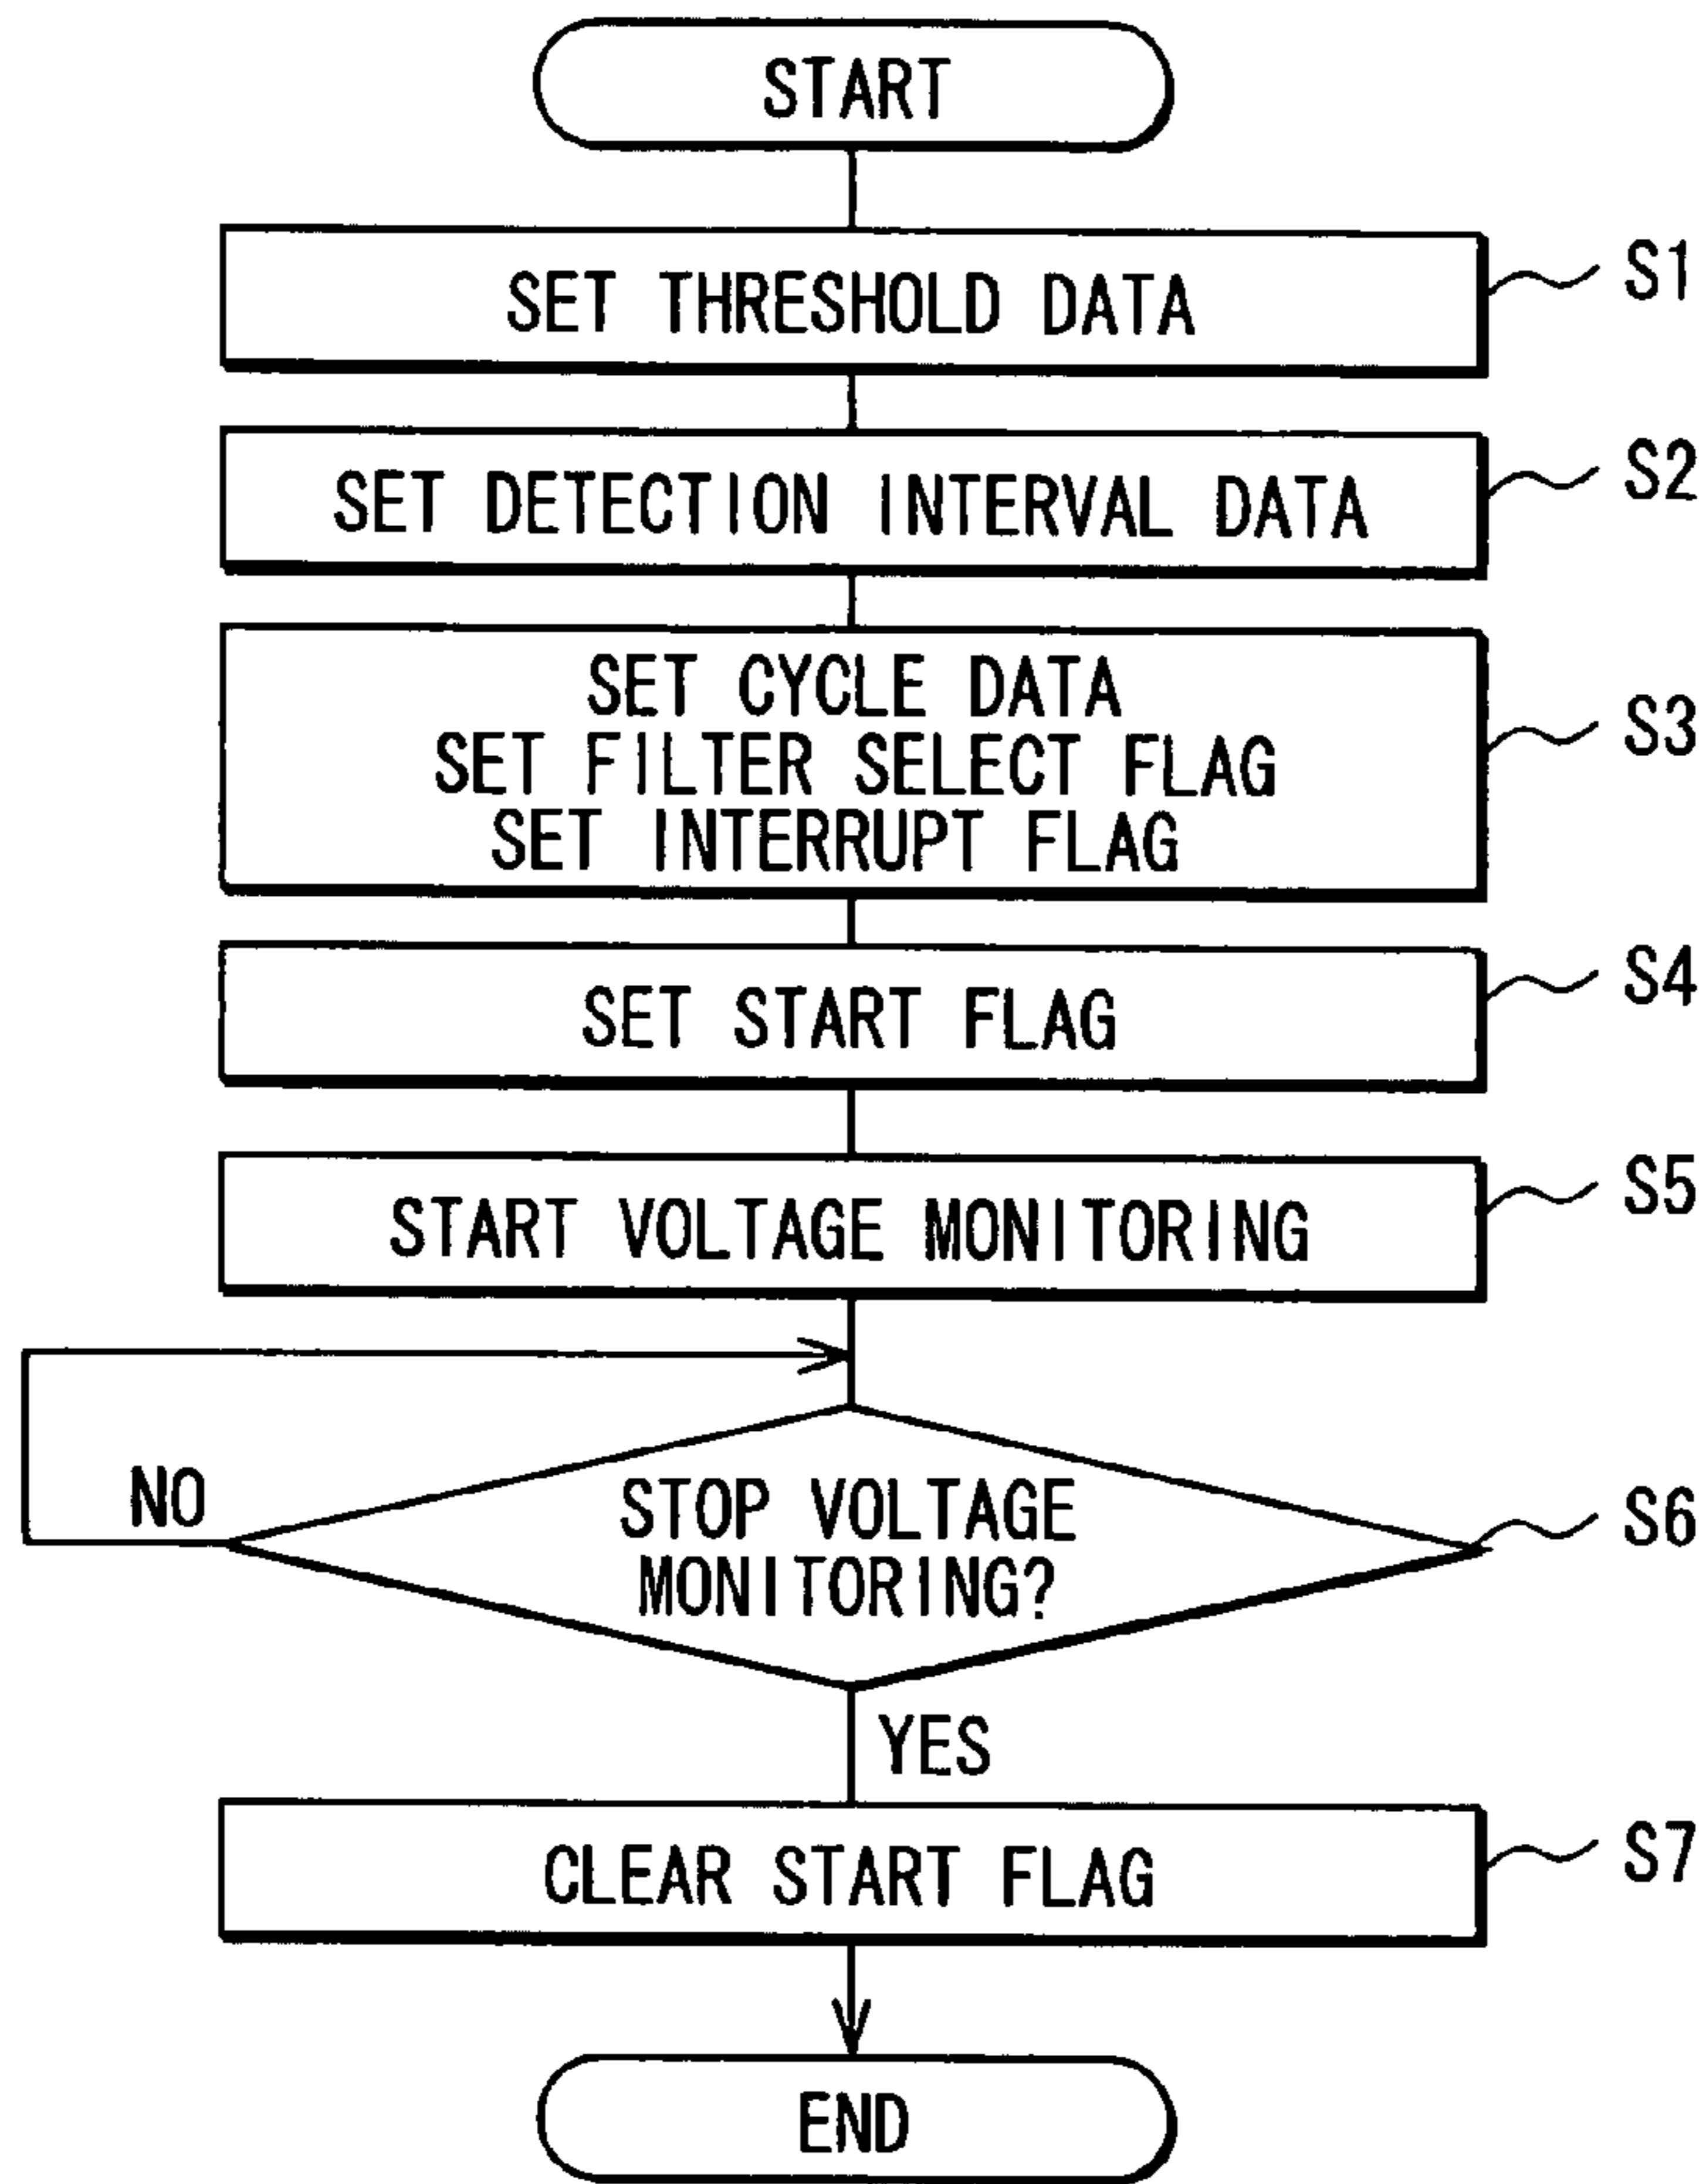 START
SET THRESHOLD DATA
S1
SET DETECTION INTERVAL DATA
S2
SET CYCLE DATA
SET FILTER SELECT FLAG
SET INTERRUPT FLAG
S3
SET START FLAG
S4
START VOLTAGE MONITORING
S5
STOP VOLTAGE
MONITORING?
S6
NO
YES
CLEAR START FLAG
S7
END